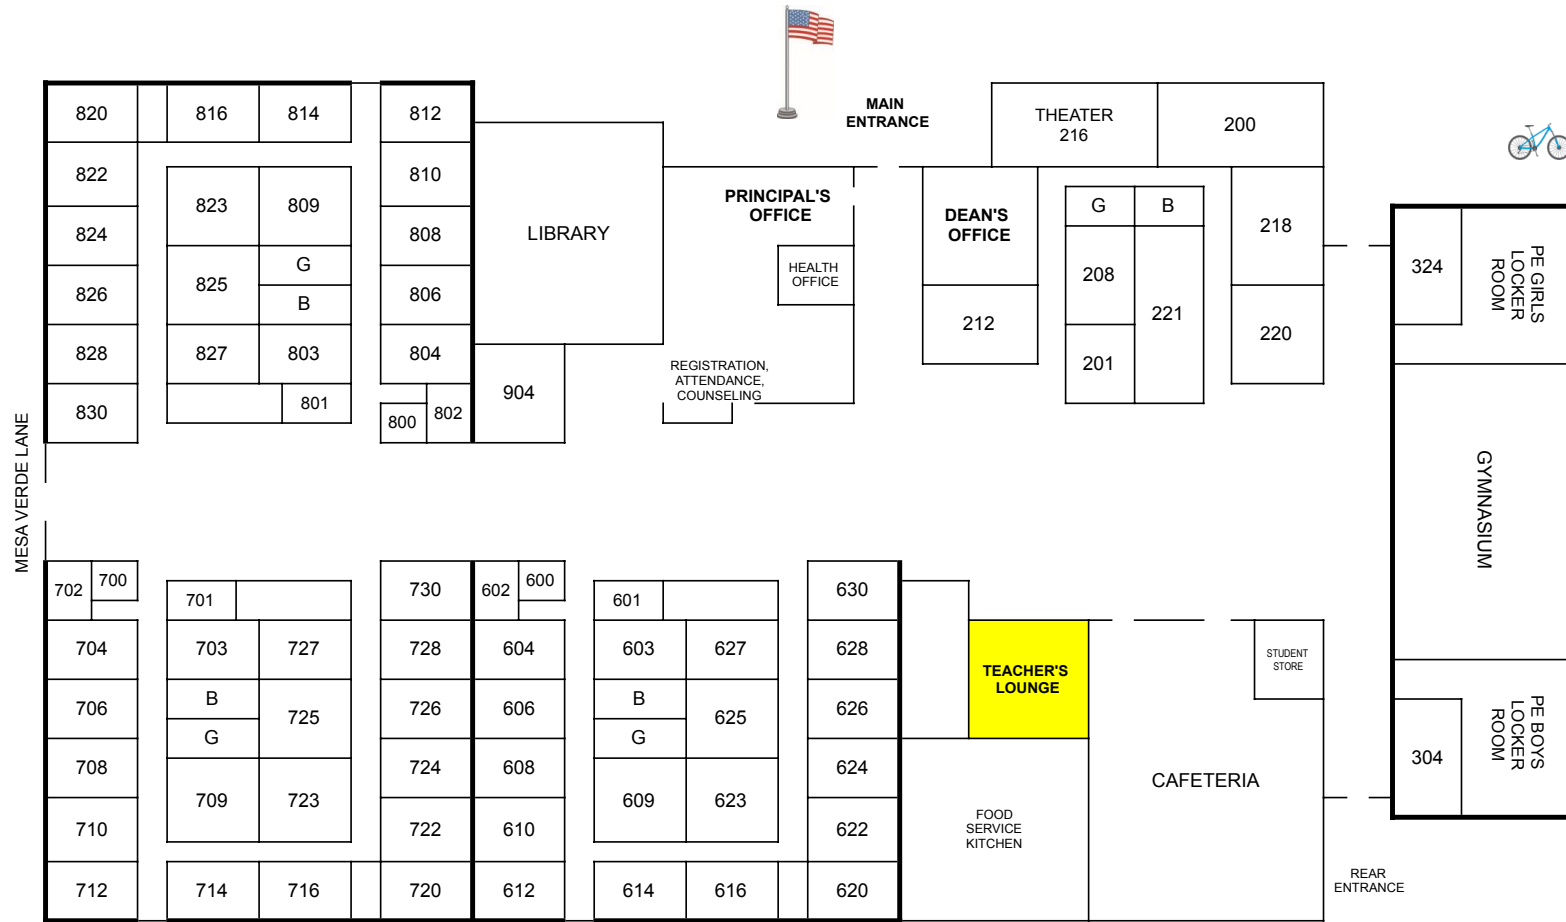 MAIN
ENTRANCE
820
816
814
812
THEATER
216
200
822
823
809
810
LIBRARY
PRINCIPAL'S
OFFICE
DEAN'S
OFFICE
G
B
218
824
808
HEALTH
OFFICE
208
324
PE GIRLS
LOCKER
ROOM
825
G
B
826
806
212
221
220
828
827
803
804
201
REGISTRATION,
ATTENDANCE,
COUNSELING
904
830
801
800
802
MESA VERDE LANE
GYMNASIUM
702
700
701
730
602
600
601
630
704
703
727
728
604
603
627
628
TEACHER'S
LOUNGE
STUDENT
STORE
706
B
G
725
726
606
B
G
625
626
708
709
723
724
608
609
623
624
CAFETERIA
304
PE BOYS
LOCKER
ROOM
710
722
610
622
FOOD
SERVICE
KITCHEN
712
714
716
720
612
614
616
620
REAR
ENTRANCE